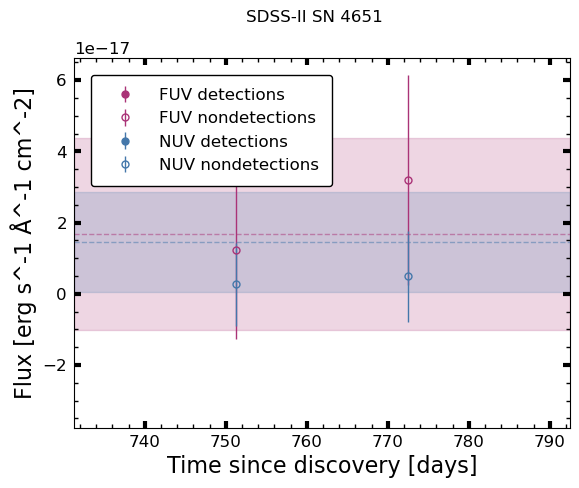 SDSS-II SN 4651
1e−17
6
4
2
0
−2
FUV detections
FUV nondetections
NUV detections
NUV nondetections
Flux [erg s^-1 Å^-1 cm^-2]
740 750 760 770 780 790
Time since discovery [days]